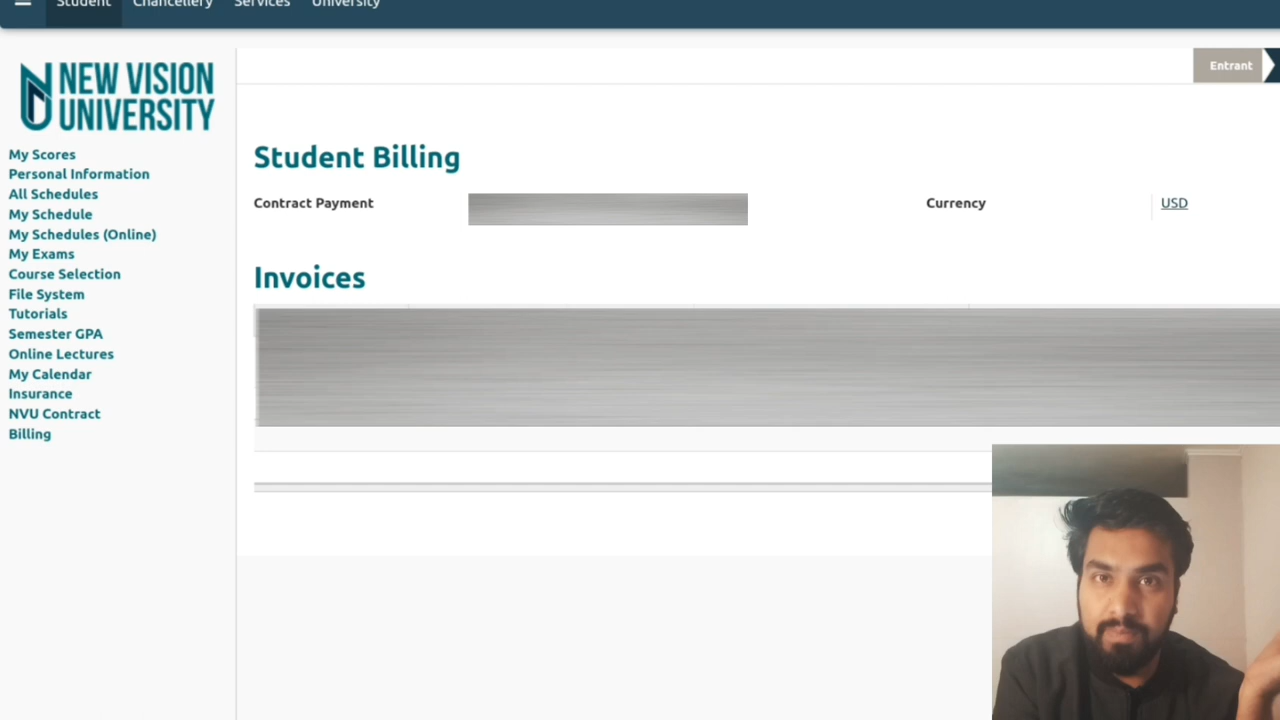 Student Chancellery Services University
NEW VISION
UNIVERSITY
My Scores
Personal Information
All Schedules
My Schedule
My Schedules (Online)
My Exams
Course Selection
File System
Tutorials
Semester GPA
Online Lectures
My Calendar
Insurance
NVU Contract
Billing
Entrant
Student Billing
Contract Payment Currency USD
Invoices